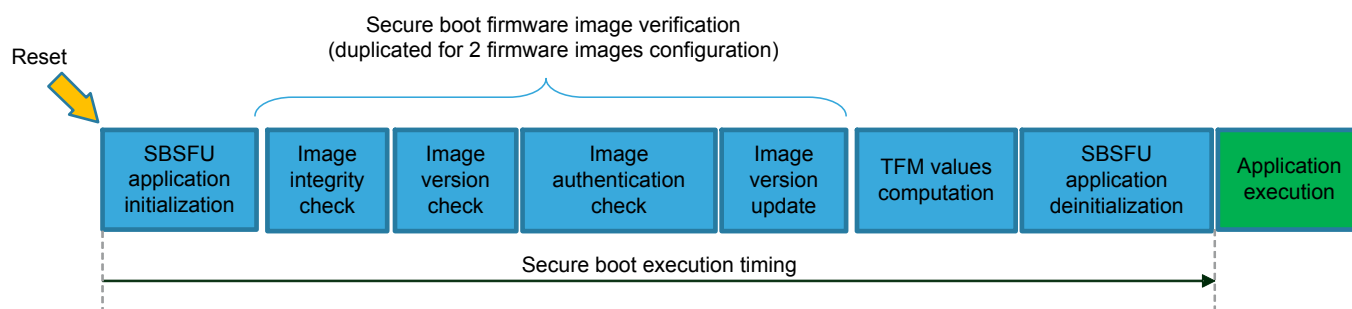 Secure boot firmware image verification
(duplicated for 2 firmware images configuration)
Reset
SBSFU
application
initialization
Image
integrity
check
Image
version
check
Image
authentication
check
Image
version
update
TFM values
computation
SBSFU
application
deinitialization
Application
execution
Secure boot execution timing